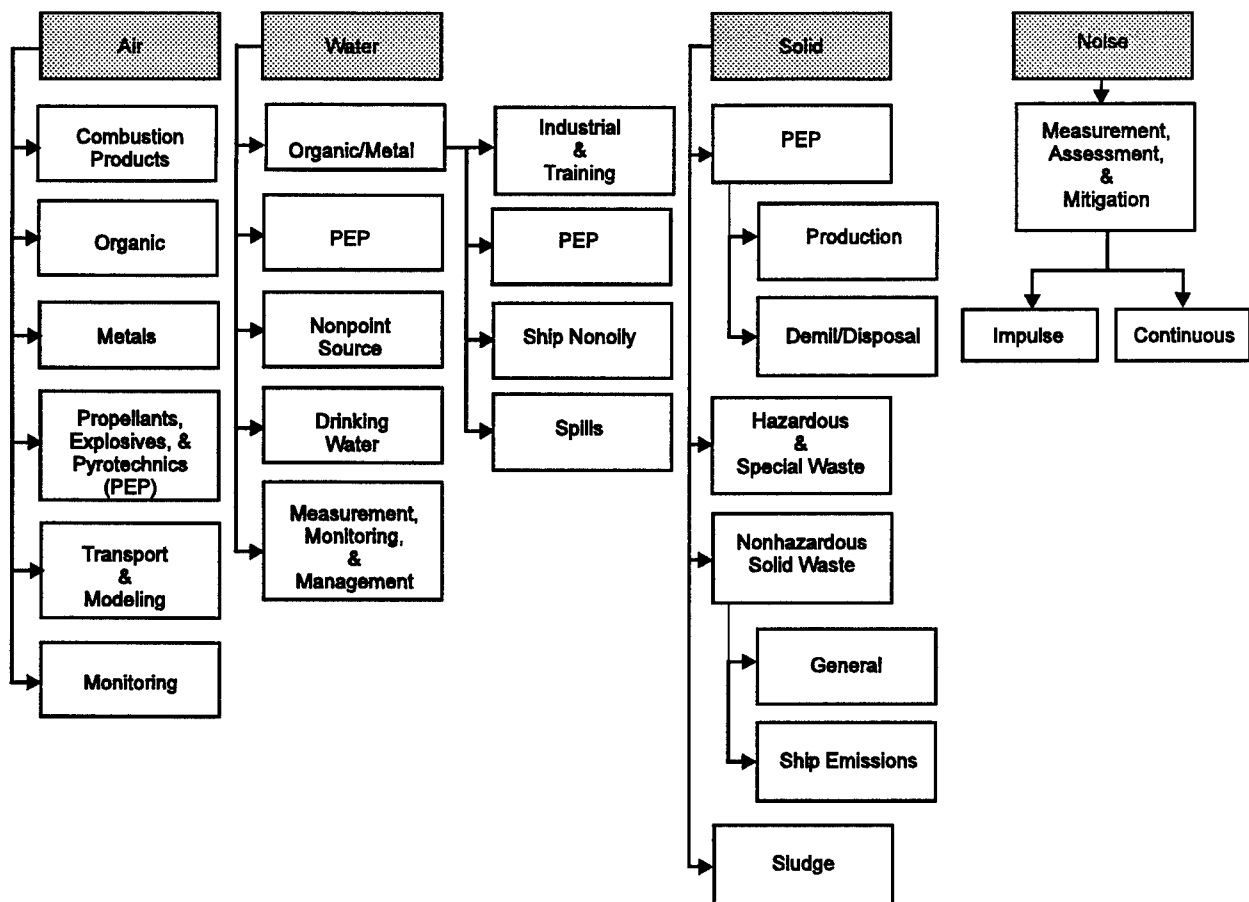 Air
Combustion
Products
Organic
Metals
Propellants,
Explosives, &
Pyrotechnics
(PEP)
Transport
&
Modeling
Monitoring
Water
Organic/Metal
PEP
Nonpoint
Source
Drinking
Water
Measurement,
Monitoring,
&
Management
Industrial
&
Training
PEP
Ship Nonoily
Spills
Solid
PEP
Production
Demil/Disposal
Hazardous
&
Special Waste
Nonhazardous
Solid Waste
General
Ship Emissions
Sludge
Noise
Measurement,
Assessment,
&
Mitigation
Impulse
Continuous